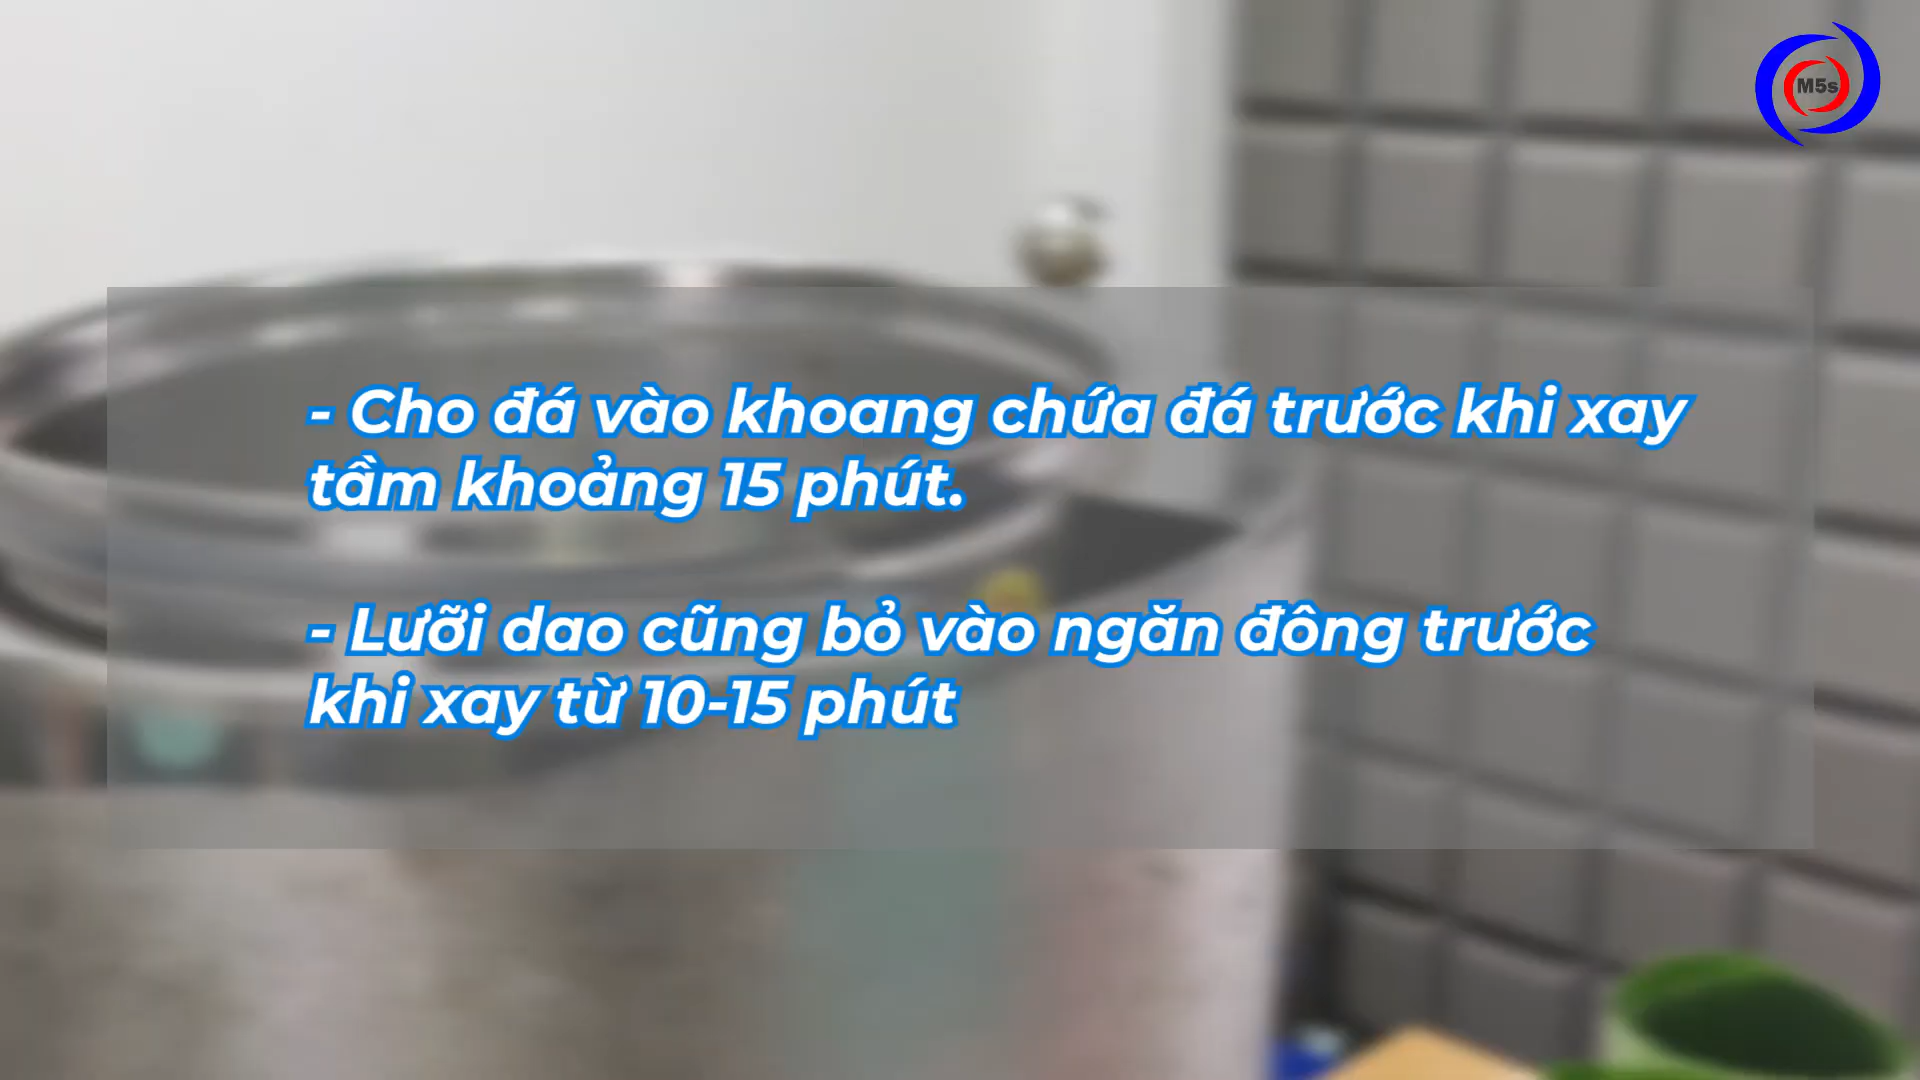 M5s
- Cho đá vào khoang chứa đá trước khi xay
tầm khoảng 15 phút.
- Lưỡi dao cũng bỏ vào ngăn đông trước
khi xay từ 10-15 phút